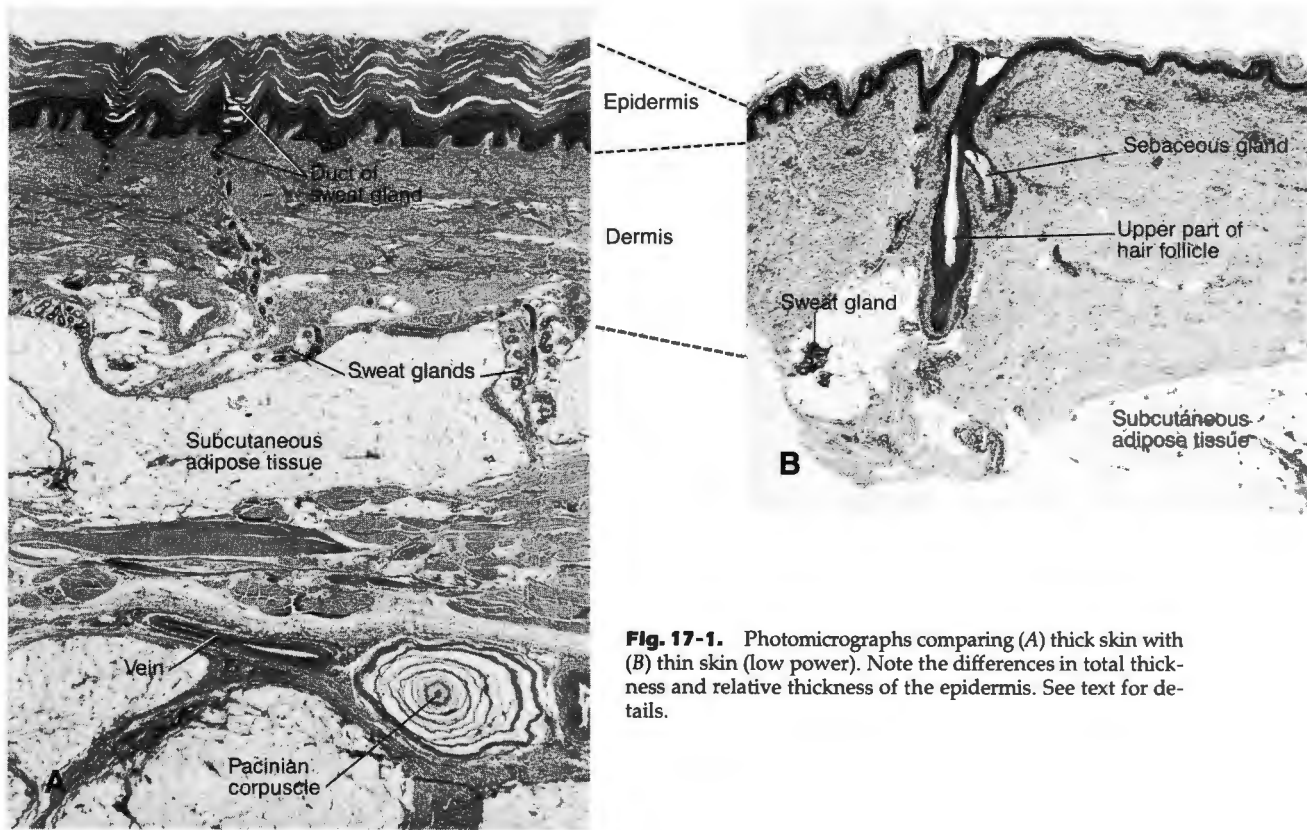 Epidermis
Duct of
sweat gland
Dermis
Sweat glands
Subcutaneous
adipose tissue
Vein
A
Pacinian
corpuscle
Sebaceous gland
Upper part of
hair follicle
Sweat gland
Subcutaneous
adipose tissue
B
Fig. 17-1. Photomicrographs comparing (A) thick skin with
(B) thin skin (low power). Note the differences in total thick-
ness and relative thickness of the epidermis. See text for de-
tails.